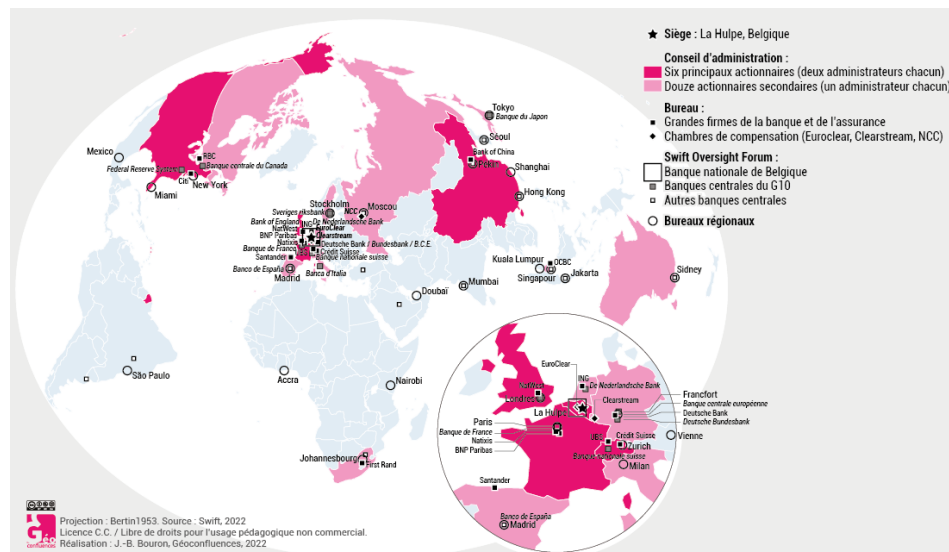 ★ Siège : La Hulpe, Belgique
Conseil d'administration :
Six principaux actionnaires (deux administrateurs chacun)
Douze actionnaires secondaires (un administrateur chacun)
Bureau :
Grandes firmes de la banque et de l'assurance
Chambres de compensation (Euroclear, Clearstream, NCC)
Swift Oversight Forum :
Banque nationale de Belgique
Banques centrales du G10
Autres banques centrales
Bureaux régionaux
Tokyo
Banque du Japon
Séoul
Bank of China
Pékin
Shanghai
Hong Kong
Mexico
RBC
Banque centrale du Canada
Federal Reserve System
Citi
New York
Miami
Stockholm
Sveriges riksbank
NCC
Moscou
Bank of England
De Nederlandsche Bank
ING
EuroClear
NatWest
Clearstream
BNP Paribas
Natixis
Deutsche Bank / Bundesbank / B.C.E.
Banque de France
UBS
Crédit Suisse
Santander
Banque nationale suisse
Banco de España
Banca d'Italia
Madrid
Kuala Lumpur
OCBC
Singapour
Jakarta
Sidney
Mumbai
Doubaï
São Paulo
Accra
Nairobi
Johannesbourg
First Rand
EuroClear
ING
De Nederlandsche Bank
NatWest
Londres
Clearstream
La Hulpe
Francfort
Banque centrale européenne
Deutsche Bank
Deutsche Bundesbank
Paris
Banque de France
Natixis
BNP Paribas
UBS
Crédit Suisse
Zurich
Vienne
Banque nationale suisse
Milan
Santander
Banco de España
Madrid
Géo
confluences
Projection : Bertin1953. Source : Swift, 2022
Licence C.C. / Libre de droits pour l'usage pédagogique non commercial.
Réalisation : J.-B. Bouron, Géoconfluences, 2022